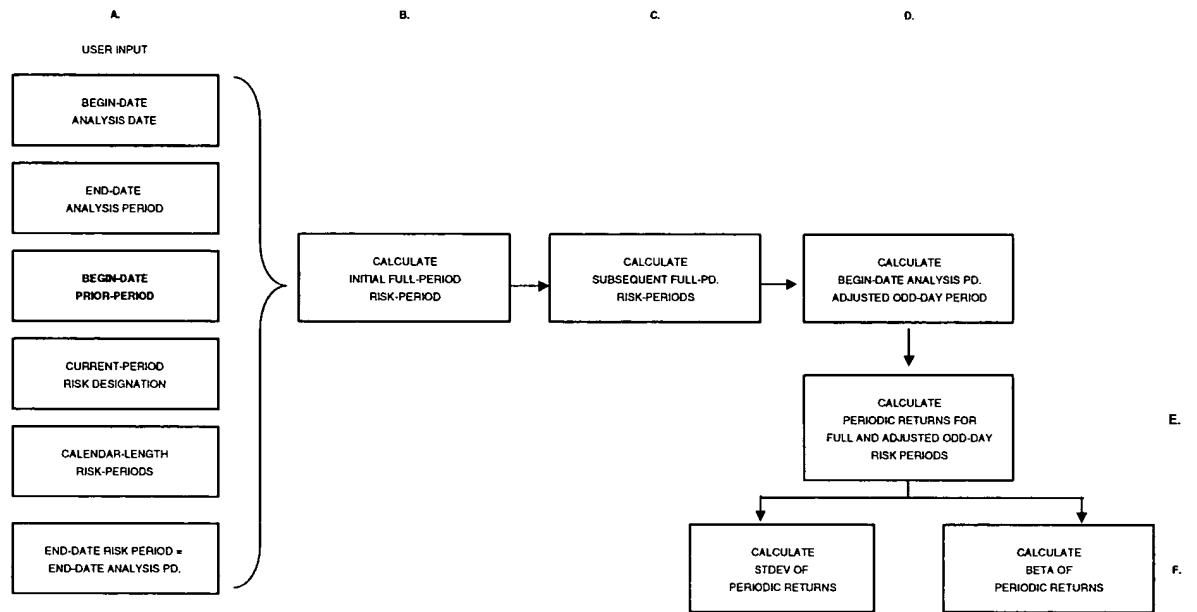 A.
B.
C.
D.
USER INPUT
BEGIN-DATE
ANALYSIS DATE
END-DATE
ANALYSIS PERIOD
BEGIN-DATE
PRIOR-PERIOD
CURRENT-PERIOD
RISK DESIGNATION
CALENDAR-LENGTH
RISK-PERIODS
END-DATE RISK PERIOD =
END-DATE ANALYSIS PD.
CALCULATE
INITIAL FULL-PERIOD
RISK-PERIOD
CALCULATE
SUBSEQUENT FULL-PD.
RISK-PERIODS
CALCULATE
BEGIN-DATE ANALYSIS PD.
ADJUSTED ODD-DAY PERIOD
CALCULATE
PERIODIC RETURNS FOR
FULL AND ADJUSTED ODD-DAY
RISK PERIODS
E.
CALCULATE
STDEV OF
PERIODIC RETURNS
CALCULATE
BETA OF
PERIODIC RETURNS
F.